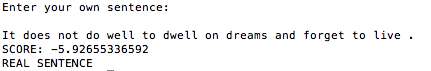 Enter your own sentence:
It does not do well to dwell on dreams and forget to live .
SCORE: -5.92655336592
REAL SENTENCE _